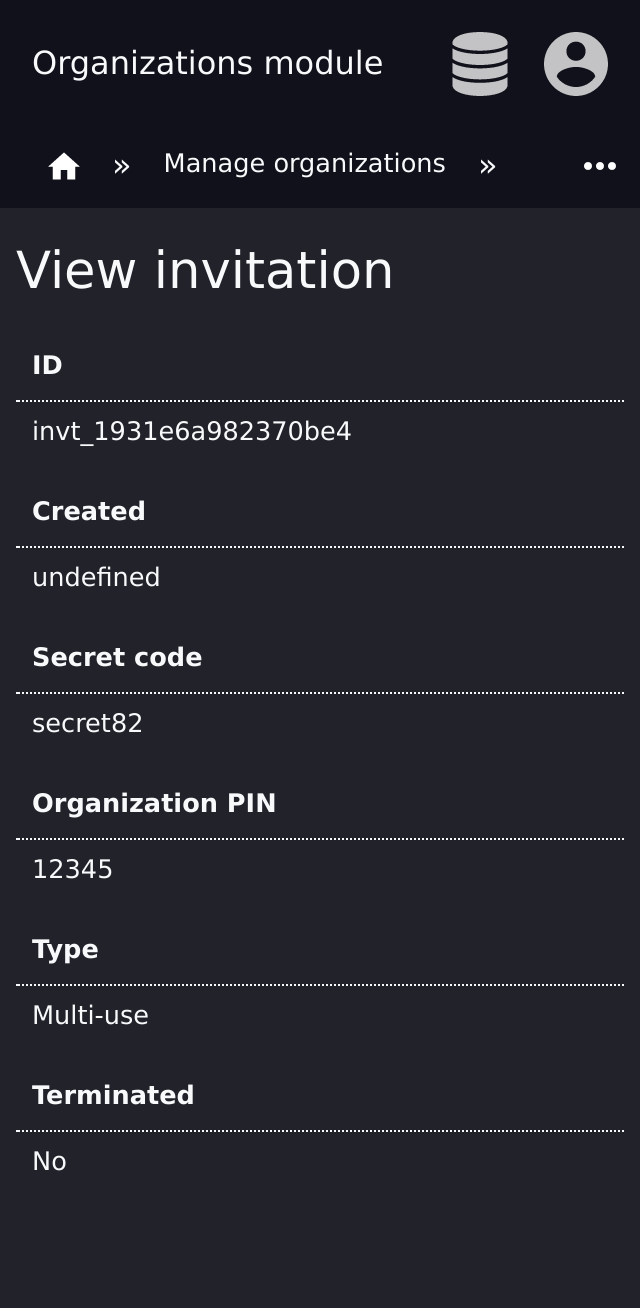 Organizations module
» Manage organizations »
View invitation
ID
invt_1931e6a982370be4
Created
undefined
Secret code
secret82
Organization PIN
12345
Type
Multi-use
Terminated
No